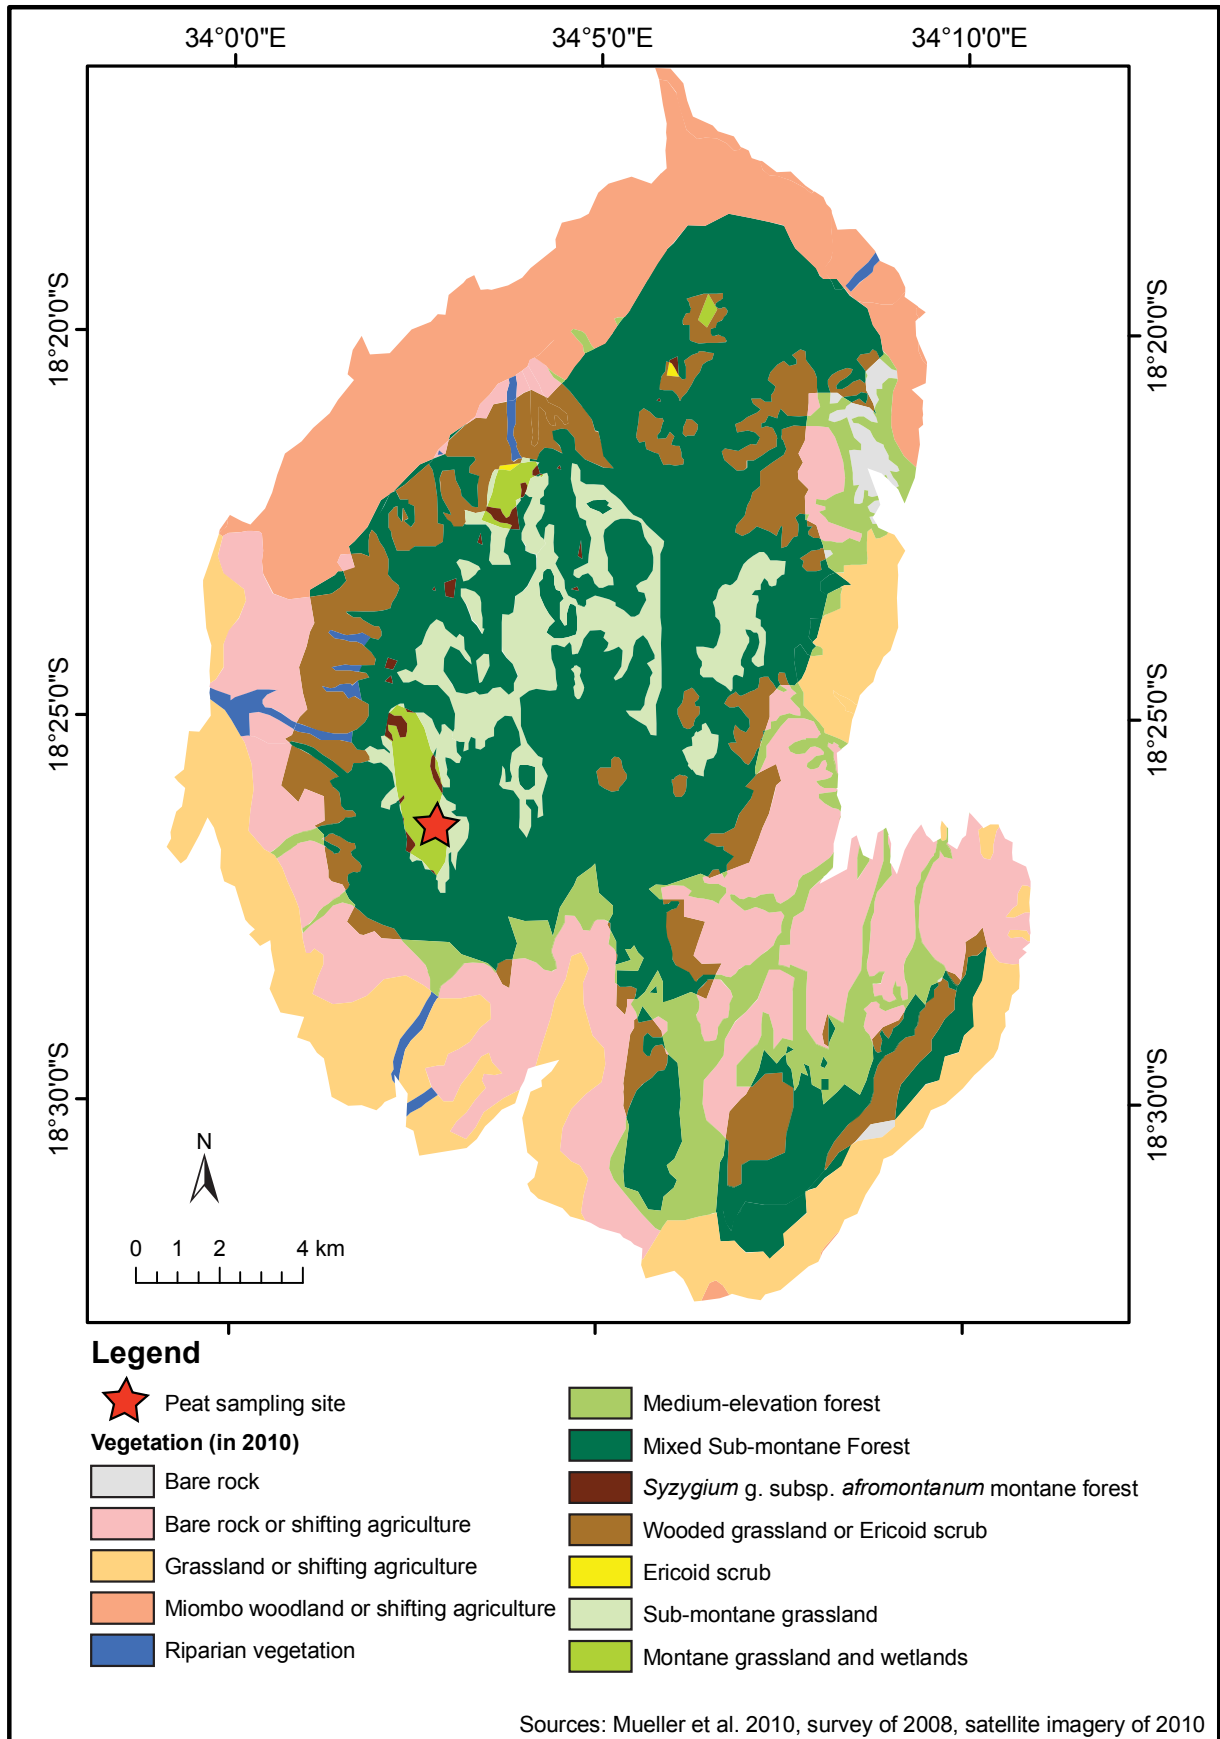 34°0'0"E 34°5'0"E 34°10'0"E
18°20'0"S 18°20'0"S
18°25'0"S 18°25'0"S
18°30'0"S 18°30'0"S
N
0 1 2 4 km
Legend
Peat sampling site
Vegetation (in 2010)
Bare rock
Bare rock or shifting agriculture
Grassland or shifting agriculture
Miombo woodland or shifting agriculture
Riparian vegetation
Medium-elevation forest
Mixed Sub-montane Forest
Syzygium g. subsp. afromontanum montane forest
Wooded grassland or Ericoid scrub
Ericoid scrub
Sub-montane grassland
Montane grassland and wetlands
Sources: Mueller et al. 2010, survey of 2008, satellite imagery of 2010